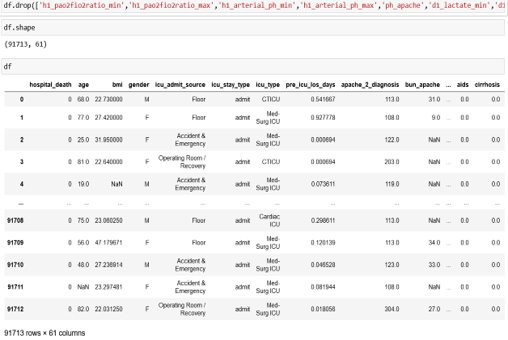 df.drop(['h1_pao2fio2ratio_min','h1_pao2fio2ratio_max','h1_arterial_ph_min','h1_arterial_ph_max','ph_apache','d1_lactate_min','d1
df.shape
(91713, 61)
df
hospital_death age bmi gender icu_admit_source icu_stay_type icu_type pre_icu_los_days apache_2_diagnosis bun_apache ... aids cirrhosis
0 0 68.0 22.730000 M Floor admit CTICU 0.541667 113.0 31.0 ... 0.0 0.0
1 0 77.0 27.420000 F Floor admit Med-Surg ICU 0.927778 108.0 9.0 ... 0.0 0.0
2 0 25.0 31.950000 F Accident & Emergency admit Med-Surg ICU 0.000694 122.0 NaN ... 0.0 0.0
3 0 81.0 22.640000 F Operating Room / Recovery admit CTICU 0.000694 203.0 NaN ... 0.0 0.0
4 0 19.0 NaN M Accident & Emergency admit Med-Surg ICU 0.073611 119.0 NaN ... 0.0 0.0
... ... ... ... ... ... ... ... ... ... ... ... ... ...
91708 0 75.0 23.060250 M Floor admit Cardiac ICU 0.298611 113.0 NaN ... 0.0 0.0
91709 0 56.0 47.179671 F Floor admit Med-Surg ICU 0.120139 113.0 34.0 ... 0.0 0.0
91710 0 48.0 27.236914 M Accident & Emergency admit Med-Surg ICU 0.046528 123.0 33.0 ... 0.0 0.0
91711 0 NaN 23.297481 F Accident & Emergency admit Med-Surg ICU 0.081944 108.0 NaN ... 0.0 0.0
91712 0 82.0 22.031250 F Operating Room / Recovery admit Med-Surg ICU 0.018056 304.0 27.0 ... 0.0 0.0
91713 rows × 61 columns